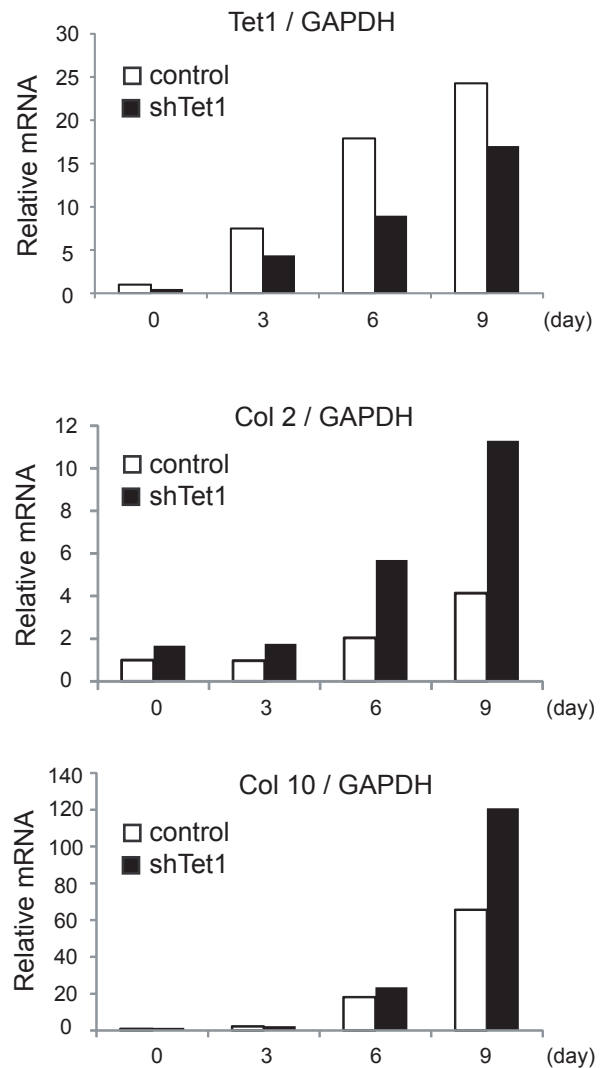 Tet1 / GAPDH
30
25
20
15
10
5
0
Relative mRNA
control
shTet1
0 3 6 9 (day)
Col 2 / GAPDH
12
10
8
6
4
2
0
Relative mRNA
control
shTet1
0 3 6 9 (day)
Col 10 / GAPDH
140
120
100
80
60
40
20
0
Relative mRNA
control
shTet1
0 3 6 9 (day)